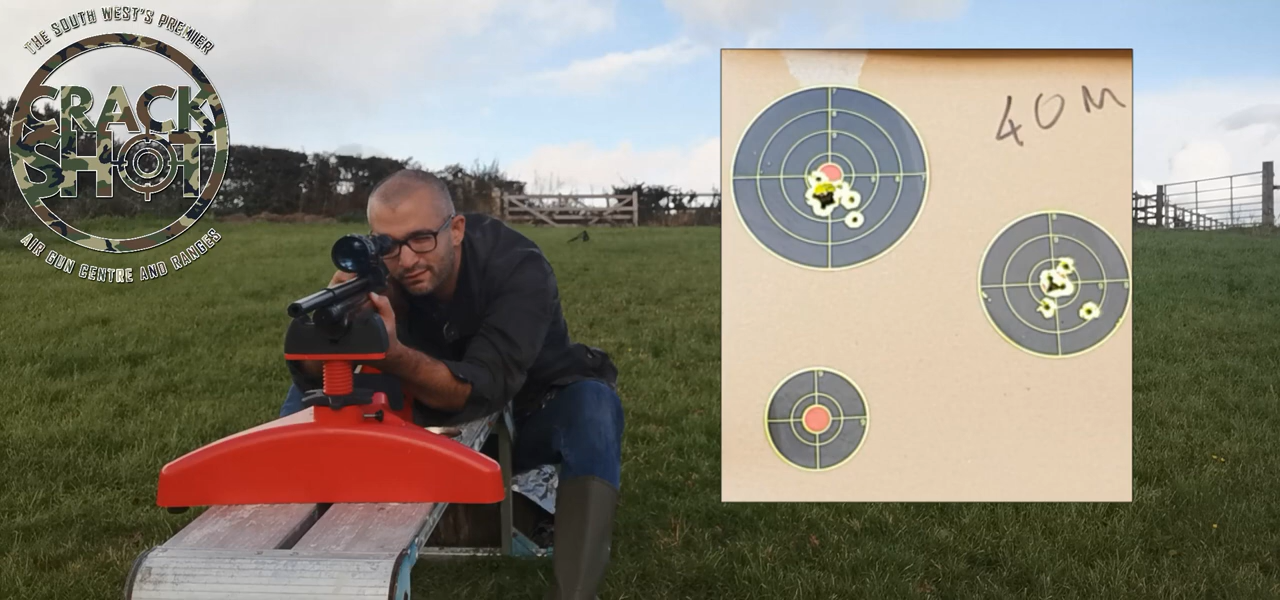 THE SOUTH WEST'S PREMIER
CRACK
SHOT
AIR GUN CENTRE AND RANGES
40 M